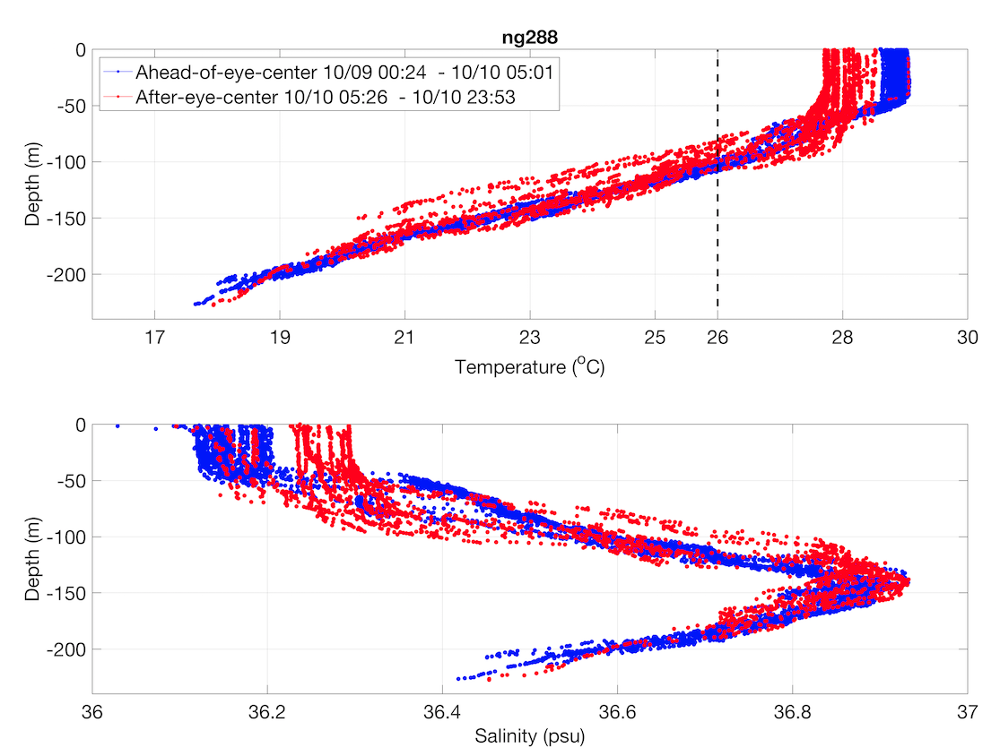 ng288
Ahead-of-eye-center 10/09 00:24 - 10/10 05:01
After-eye-center 10/10 05:26 - 10/10 23:53
0
-50
-100
-150
-200
Depth (m)
17 19 21 23 25 26 28 30
Temperature (°C)
0
-50
-100
-150
-200
Depth (m)
36 36.2 36.4 36.6 36.8 37
Salinity (psu)